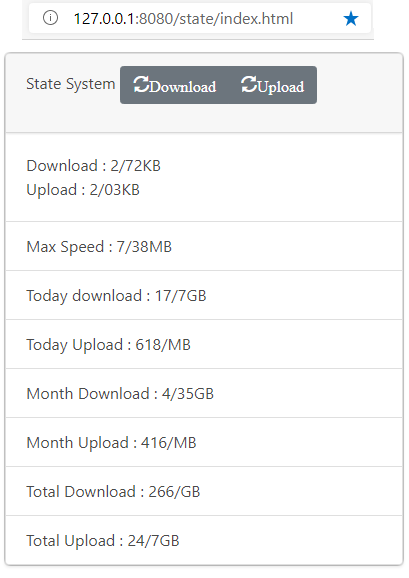 127.0.0.1:8080/state/index.html
State System Download Upload
Download : 2/72KB
Upload : 2/03KB
Max Speed : 7/38MB
Today download : 17/7GB
Today Upload : 618/MB
Month Download : 4/35GB
Month Upload : 416/MB
Total Download : 266/GB
Total Upload : 24/7GB